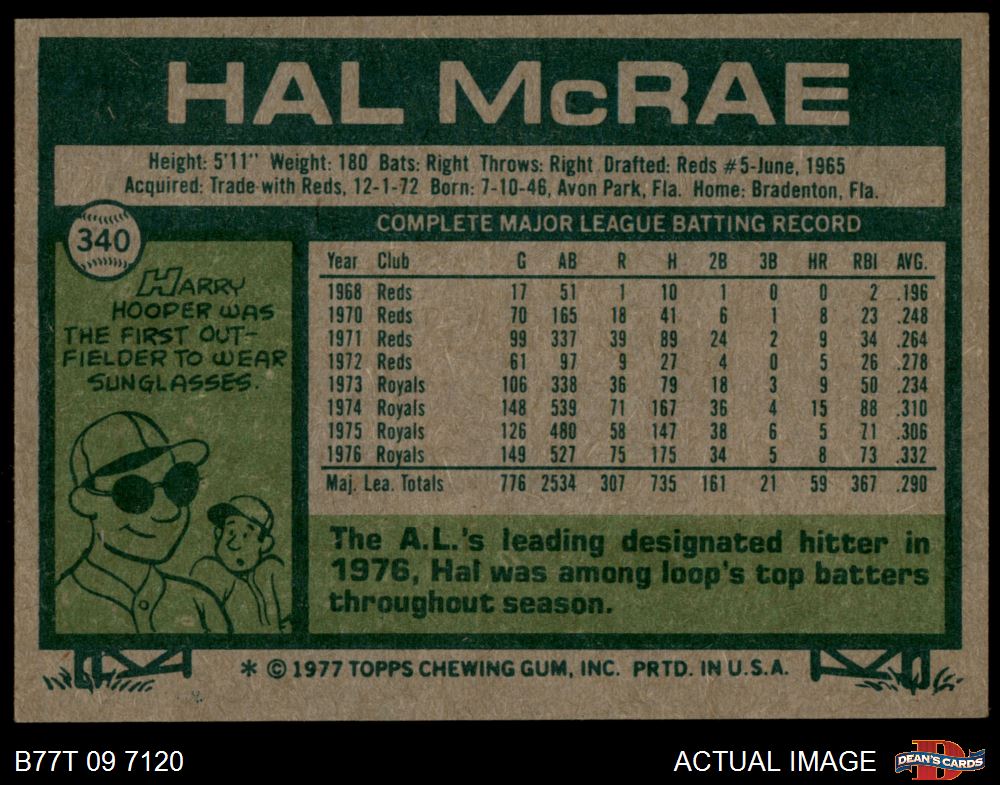 HAL McRAE
Height: 5'11" Weight: 180 Bats: Right Throws: Right Drafted: Reds #5-June, 1965
Acquired: Trade with Reds, 12-1-72 Born: 7-10-46, Avon Park, Fla. Home: Bradenton, Fla.
340
HARRY
HOOPER WAS
THE FIRST OUT-
FIELDER TO WEAR
SUNGLASSES.
COMPLETE MAJOR LEAGUE BATTING RECORD
Year Club G AB R H 2B 3B HR RBI AVG.
1968 Reds 17 51 1 10 1 0 0 2 .196
1970 Reds 70 165 18 41 6 1 8 23 .248
1971 Reds 99 337 39 89 24 2 9 34 .264
1972 Reds 61 97 9 27 4 0 5 26 .278
1973 Royals 106 338 36 79 18 3 9 50 .234
1974 Royals 148 539 71 167 36 4 15 88 .310
1975 Royals 126 480 58 147 38 6 5 71 .306
1976 Royals 149 527 75 175 34 5 8 73 .332
Maj. Lea. Totals 776 2534 307 735 161 21 59 367 .290
The A.L.'s leading designated hitter in
1976, Hal was among loop's top batters
throughout season.
* © 1977 TOPPS CHEWING GUM, INC. PRTD. IN U.S.A.
B77T 09 7120
ACTUAL IMAGE
D
DEAN'S CARDS